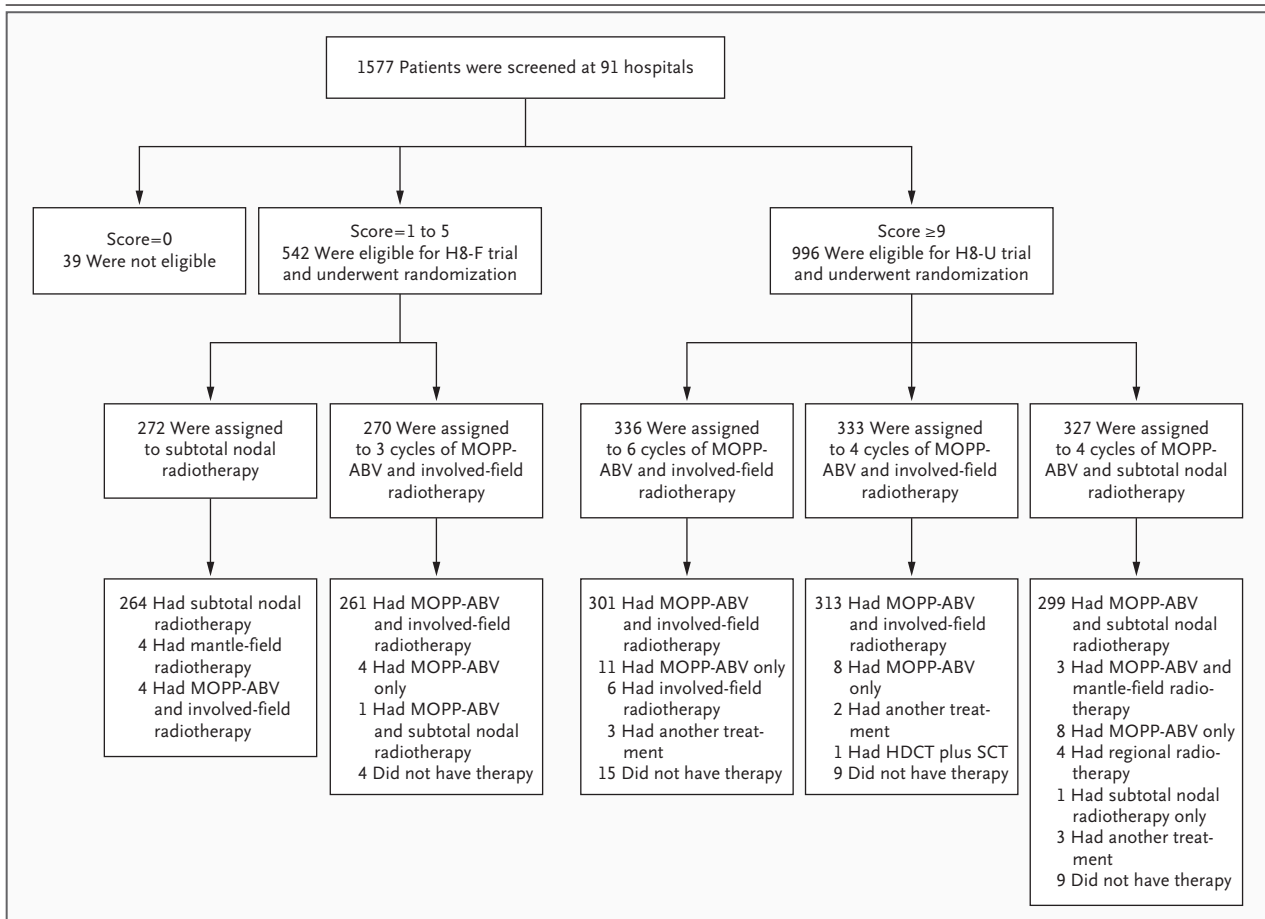 1577 Patients were screened at 91 hospitals
Score=0
39 Were not eligible
Score=1 to 5
542 Were eligible for H8-F trial
and underwent randomization
Score ≥9
996 Were eligible for H8-U trial
and underwent randomization
272 Were assigned
to subtotal nodal
radiotherapy
270 Were assigned
to 3 cycles of MOPP-
ABV and involved-field
radiotherapy
336 Were assigned
to 6 cycles of MOPP-
ABV and involved-field
radiotherapy
333 Were assigned
to 4 cycles of MOPP-
ABV and involved-field
radiotherapy
327 Were assigned
to 4 cycles of MOPP-
ABV and subtotal nodal
radiotherapy
264 Had subtotal nodal
radiotherapy
4 Had mantle-field
radiotherapy
4 Had MOPP-ABV
and involved-field
radiotherapy
261 Had MOPP-ABV
and involved-field
radiotherapy
4 Had MOPP-ABV
only
1 Had MOPP-ABV
and subtotal nodal
radiotherapy
4 Did not have therapy
301 Had MOPP-ABV
and involved-field
radiotherapy
11 Had MOPP-ABV only
6 Had involved-field
radiotherapy
3 Had another treat-
ment
15 Did not have therapy
313 Had MOPP-ABV
and involved-field
radiotherapy
8 Had MOPP-ABV
only
2 Had another treat-
ment
1 Had HDCT plus SCT
9 Did not have therapy
299 Had MOPP-ABV
and subtotal nodal
radiotherapy
3 Had MOPP-ABV and
mantle-field radio-
therapy
8 Had MOPP-ABV only
4 Had regional radio-
therapy
1 Had subtotal nodal
radiotherapy only
3 Had another treat-
ment
9 Did not have therapy